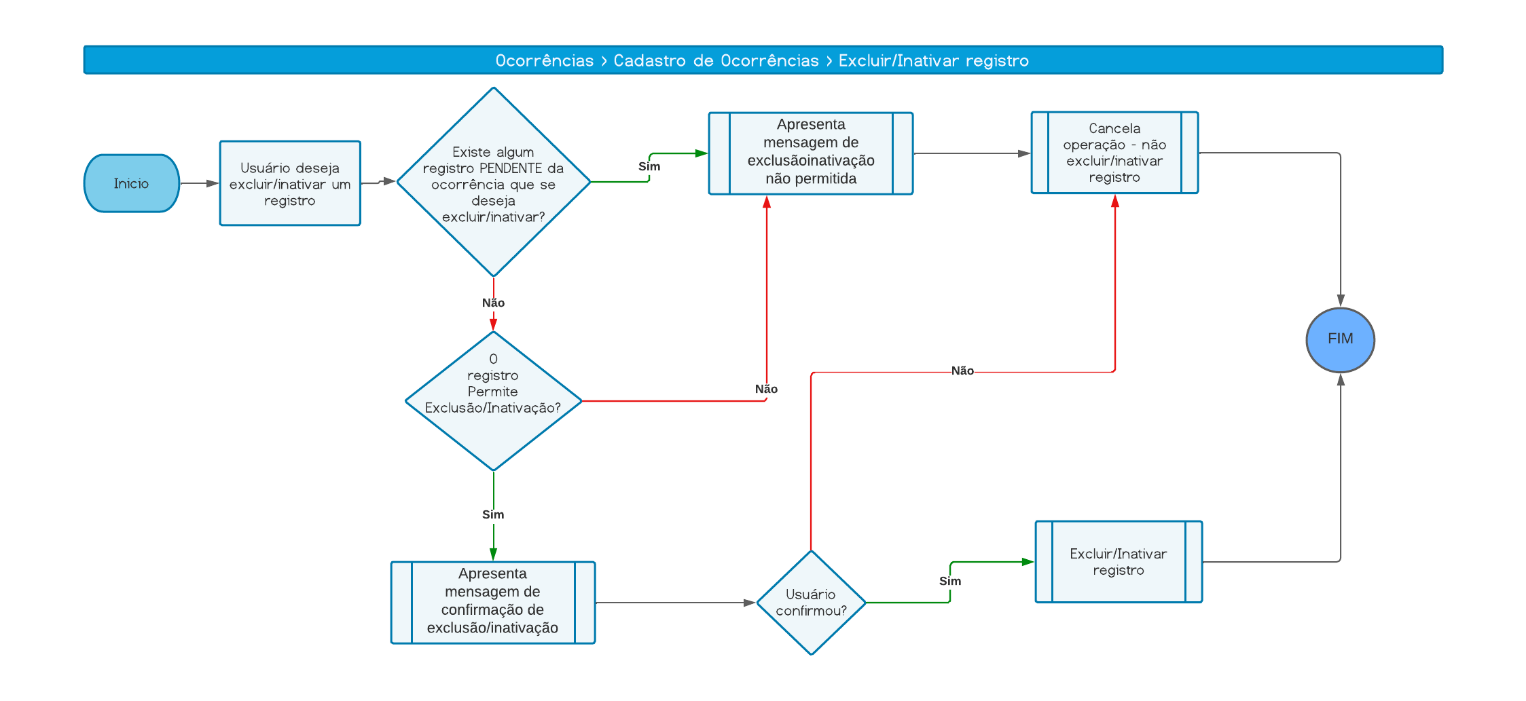 Ocorrências > Cadastro de Ocorrências > Excluir/Inativar registro
Inicio
Usuário deseja
excluir/inativar um
registro
Existe algum
registro PENDENTE da
ocorrência que se
deseja
excluir/inativar?
Sim
Apresenta
mensagem de
exclusãoinativação
não permitida
Cancela
operação - não
excluir/inativar
registro
Não
O
registro
Permite
Exclusão/Inativação?
Não
Não
FIM
Sim
Apresenta
mensagem de
confirmação de
exclusão/inativação
Usuário
confirmou?
Sim
Excluir/Inativar
registro